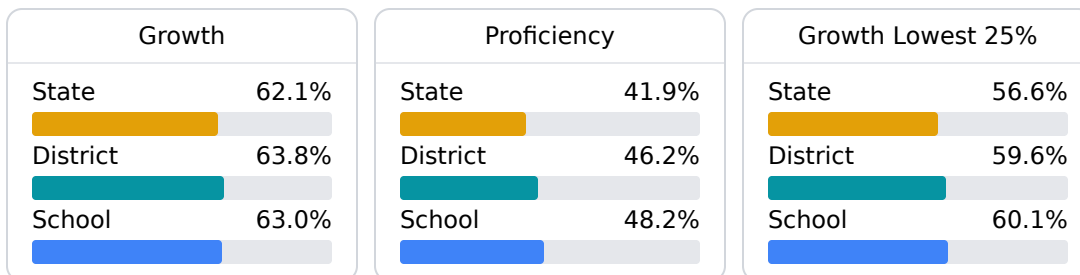 Growth
State 62.1%
District 63.8%
School 63.0%
Proficiency
State 41.9%
District 46.2%
School 48.2%
Growth Lowest 25%
State 56.6%
District 59.6%
School 60.1%